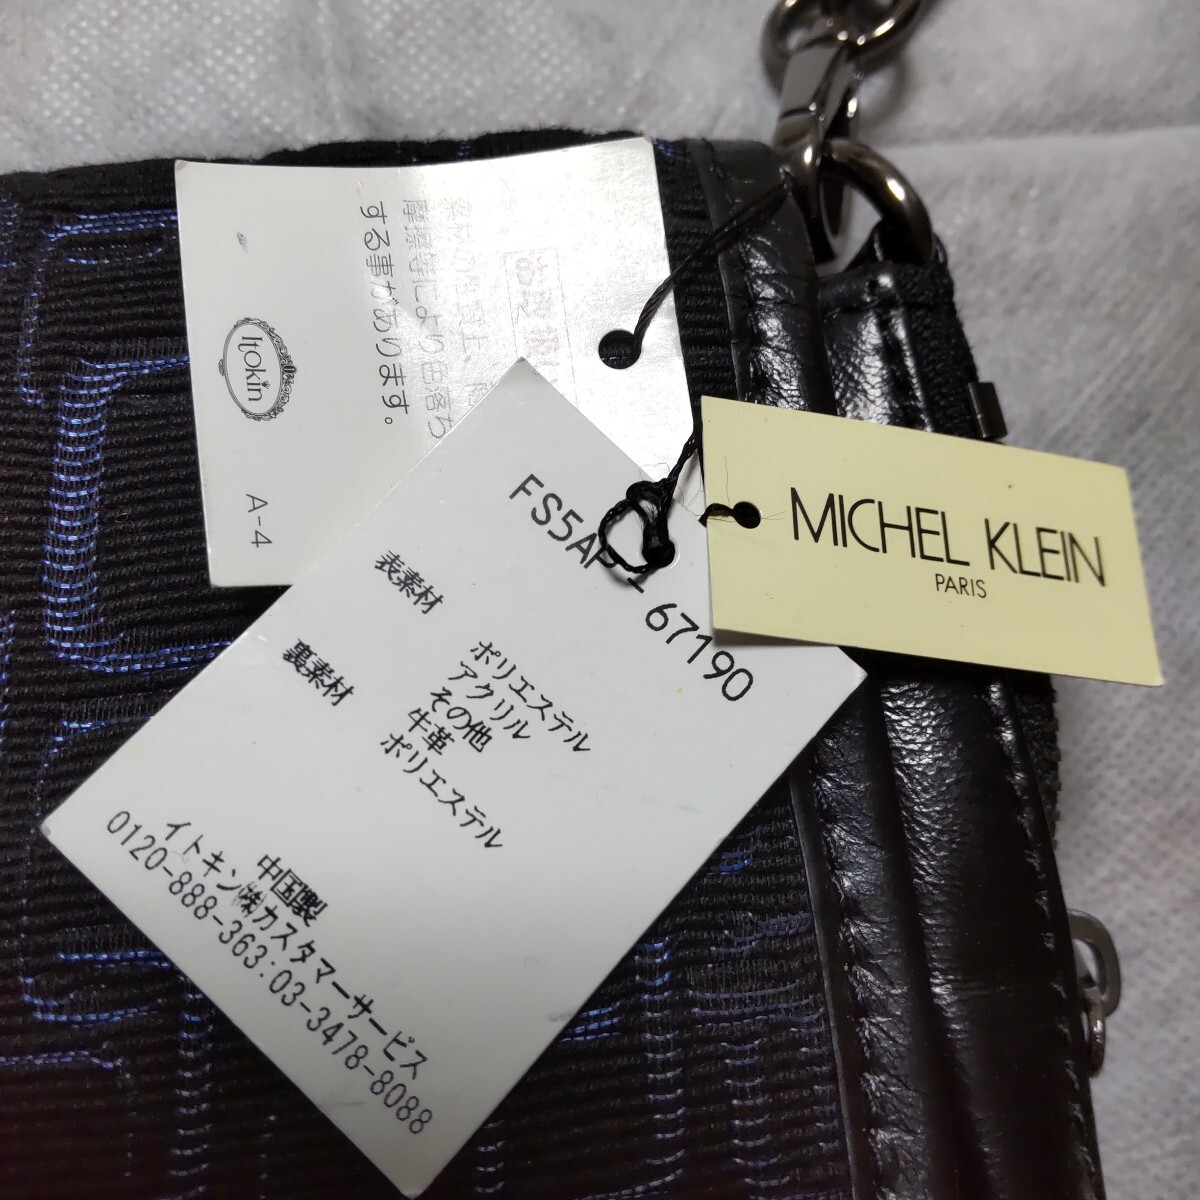 摩擦等により色落ち
する事があります。
Itokin
A-4
MICHEL KLEIN
PARIS
67190
表素材
ポリエステル
アクリル
その他
牛革
裏素材
ポリエステル
中国製
イトキン㈱カスタマーサービス
0120-888-363:03-3478-8088